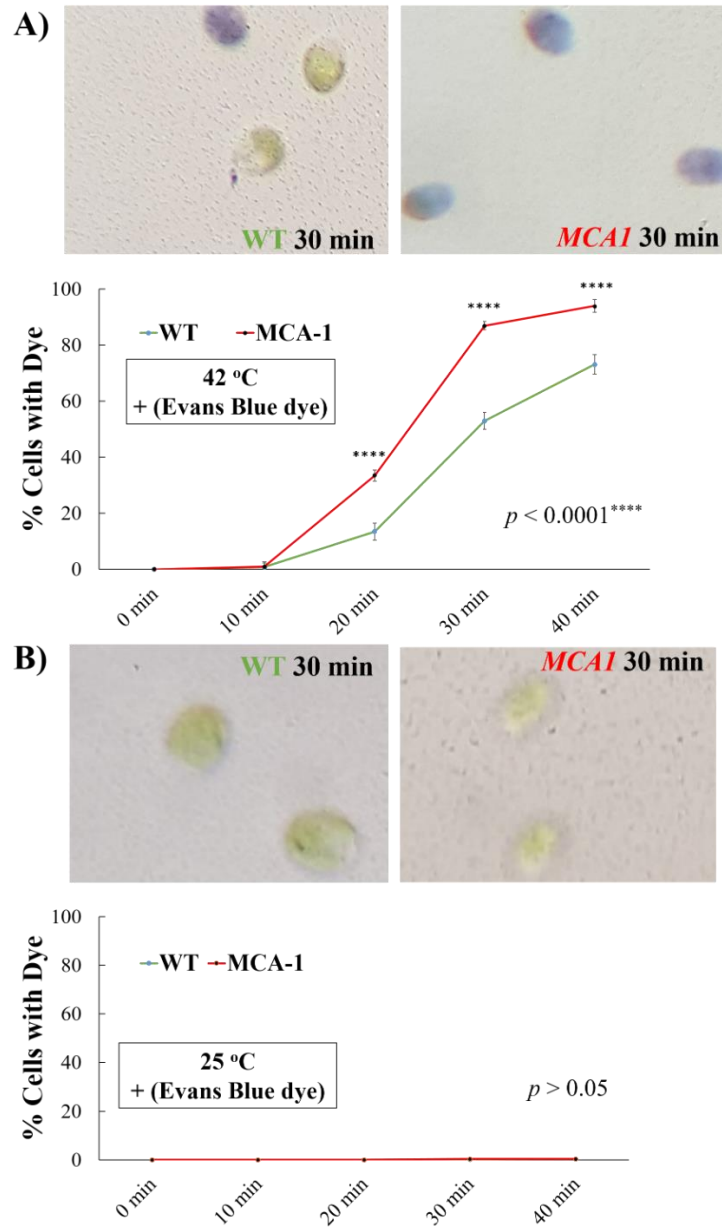 A)
WT 30 min
MCA1 30 min
100
80
60
40
20
0
% Cells with Dye
WT MCA-1
42 °C
+ (Evans Blue dye)
****
****
****
p < 0.0001****
0 min
10 min
20 min
30 min
40 min
B)
WT 30 min
MCA1 30 min
100
80
60
40
20
0
% Cells with Dye
WT MCA-1
25 °C
+ (Evans Blue dye)
p > 0.05
0 min
10 min
20 min
30 min
40 min